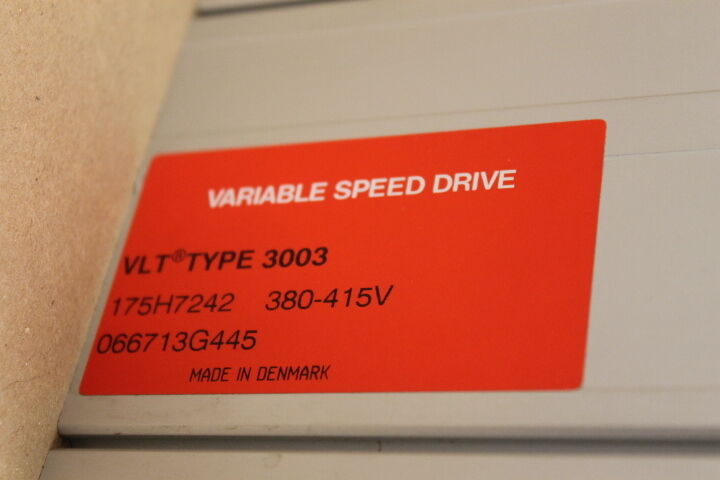 VARIABLE SPEED DRIVE
VLT®TYPE 3003
175H7242 380-415V
066713G445
MADE IN DENMARK